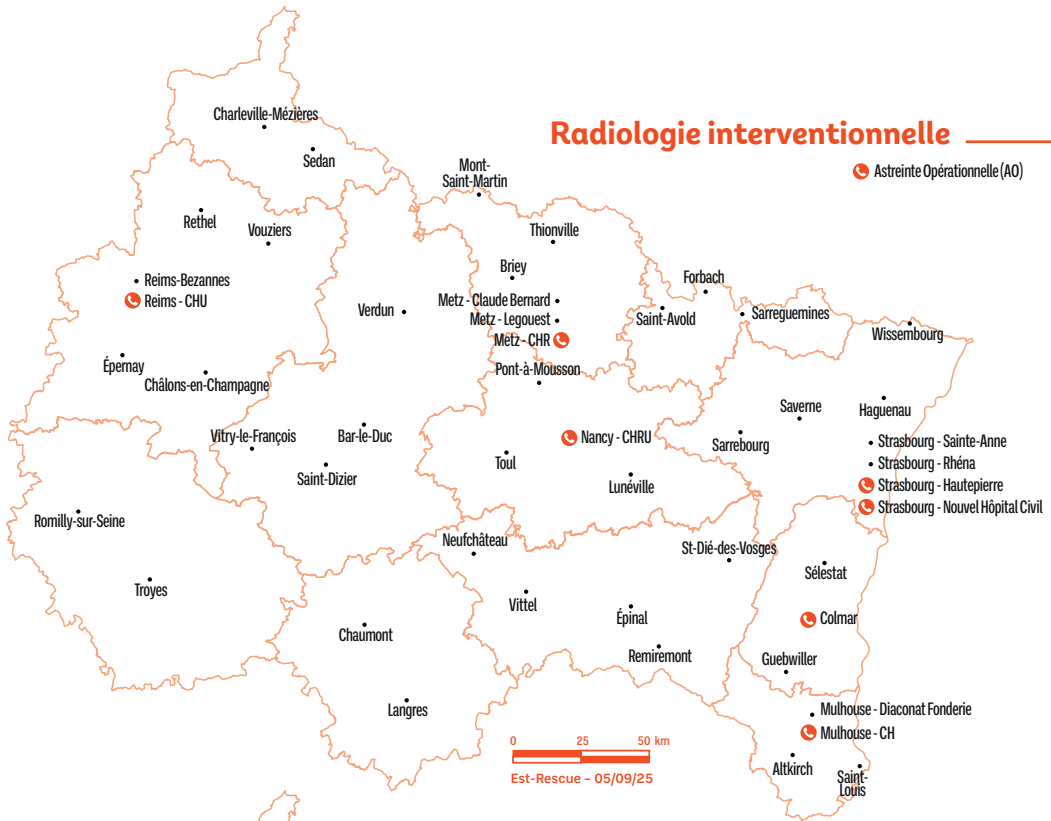 Radiologie interventionnelle
Astreinte Opérationnelle (AO)
Charleville-Mézières
Sedan
Mont-
Saint-Martin
Rethel
Vouziers
Thionville
Briey
Forbach
Reims-Bezannes
Reims - CHU
Verdun
Metz - Claude Bernard
Metz - Legouest
Metz - CHR
Saint-Avold
Sarreguemines
Wissembourg
Épernay
Châlons-en-Champagne
Pont-à-Mousson
Saverne
Haguenau
Vitry-le-François
Bar-le-Duc
Nancy - CHRU
Sarrebourg
Strasbourg - Sainte-Anne
Strasbourg - Rhéna
Strasbourg - Hautepierre
Strasbourg - Nouvel Hôpital Civil
Toul
Saint-Dizier
Lunéville
Romilly-sur-Seine
Neufchâteau
St-Dié-des-Vosges
Sélestat
Troyes
Vittel
Épinal
Colmar
Chaumont
Remiremont
Guebwiller
Langres
Mulhouse - Diaconat Fonderie
Mulhouse - CH
Altkirch
Saint-
Louis
0 25 50 km
Est-Rescue - 05/09/25